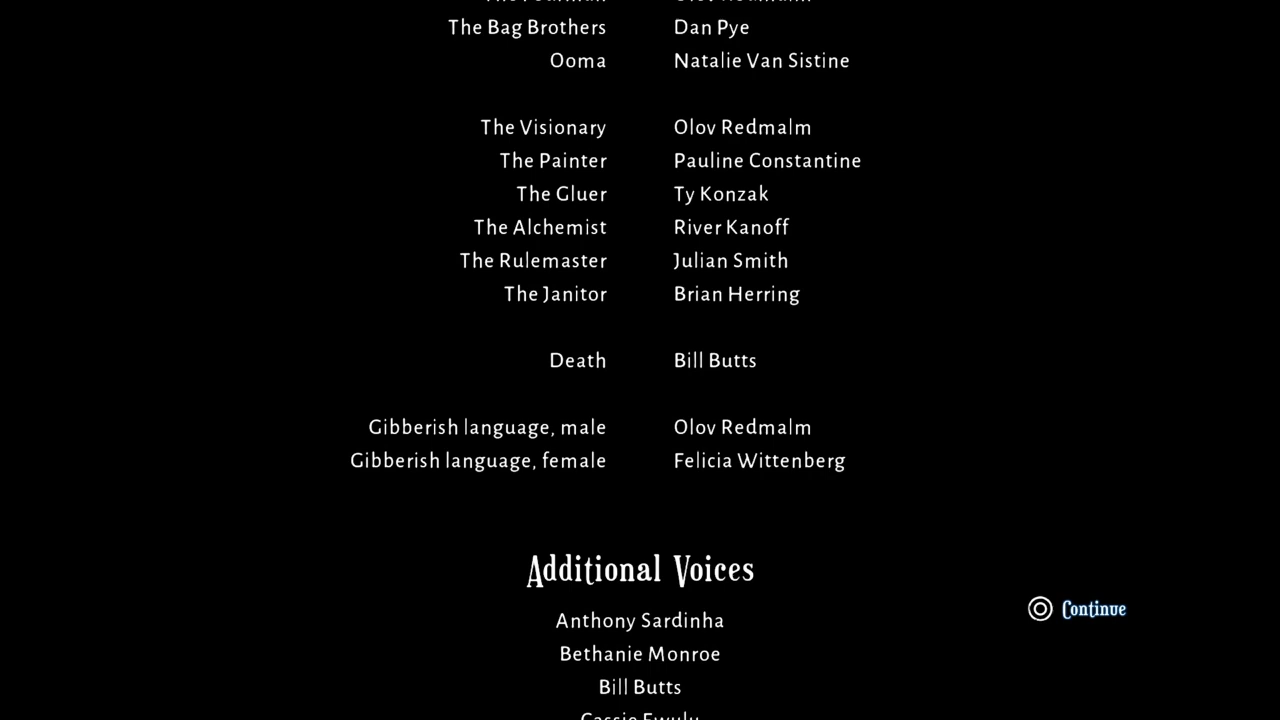 The Bag Brothers Dan Pye
Ooma Natalie Van Sistine
The Visionary Olov Redmalm
The Painter Pauline Constantine
The Gluer Ty Konzak
The Alchemist River Kanoff
The Rulemaster Julian Smith
The Janitor Brian Herring
Death Bill Butts
Gibberish language, male Olov Redmalm
Gibberish language, female Felicia Wittenberg
Additional Voices
Continue
Anthony Sardinha
Bethanie Monroe
Bill Butts